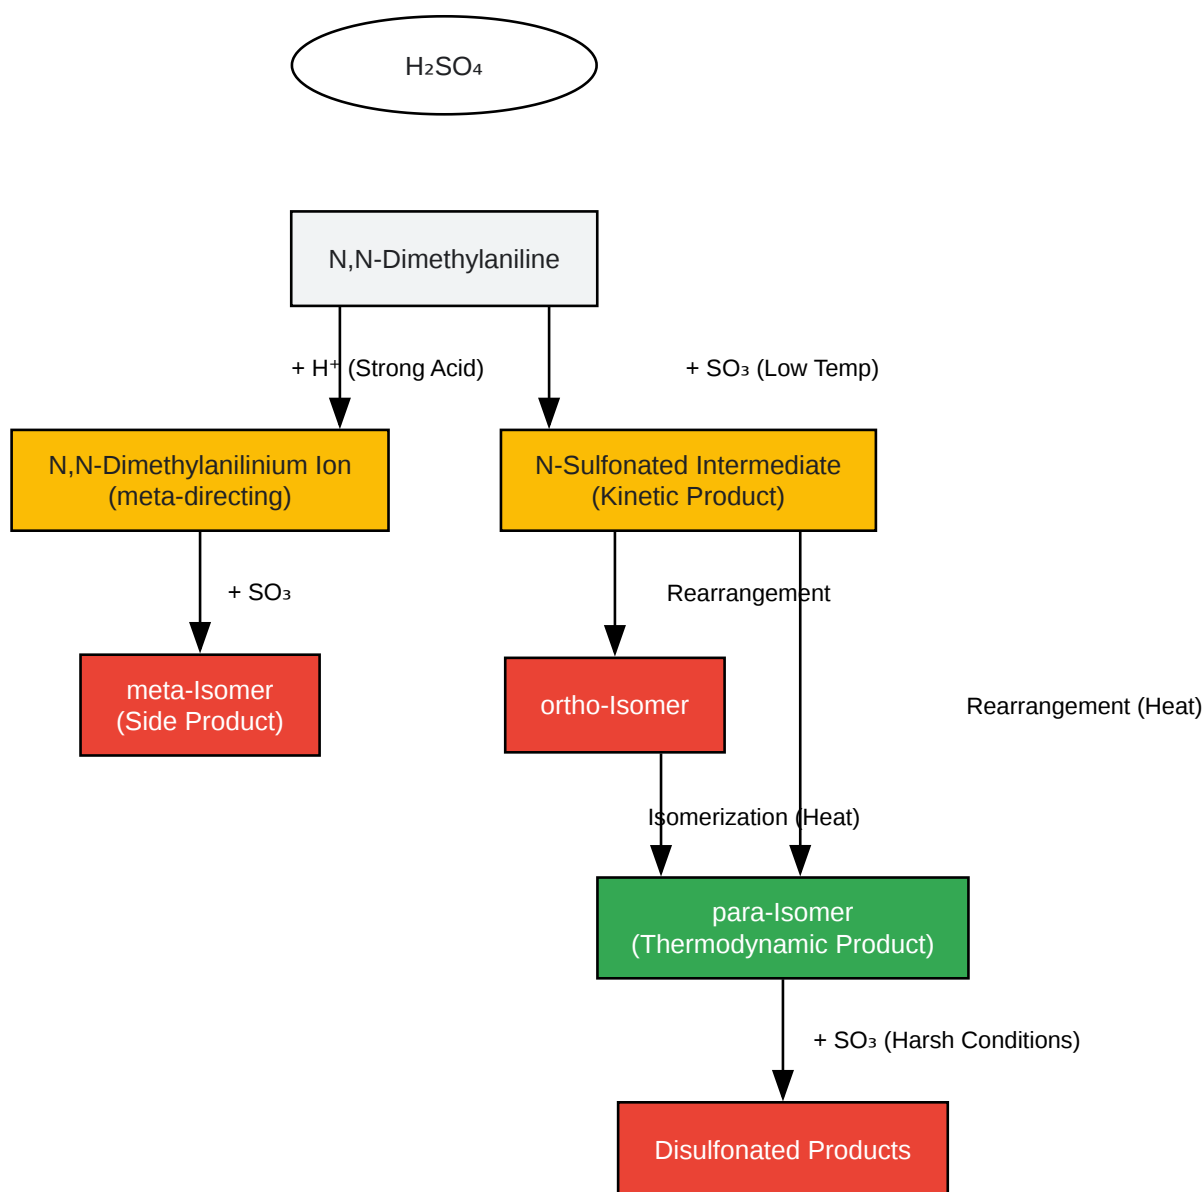 H₂SO₄
N,N-Dimethylaniline
+ H⁺ (Strong Acid)
+ SO₃ (Low Temp)
N,N-Dimethylanilinium Ion
(meta-directing)
N-Sulfonated Intermediate
(Kinetic Product)
+ SO₃
Rearrangement
meta-Isomer
(Side Product)
ortho-Isomer
Rearrangement (Heat)
Isomerization (Heat)
para-Isomer
(Thermodynamic Product)
+ SO₃ (Harsh Conditions)
Disulfonated Products